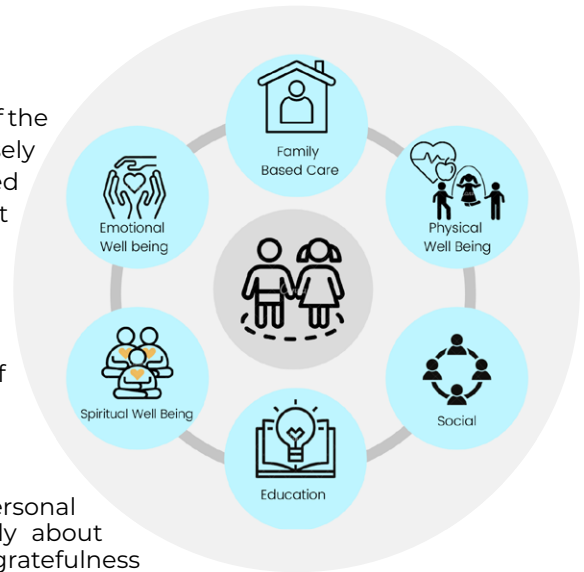 f the
ely
ed
t
f
ersonal
ly about
gratefulness
Family
Based Care
Physical
Well Being
Social
Education
Spiritual Well Being
Emotional
Well being